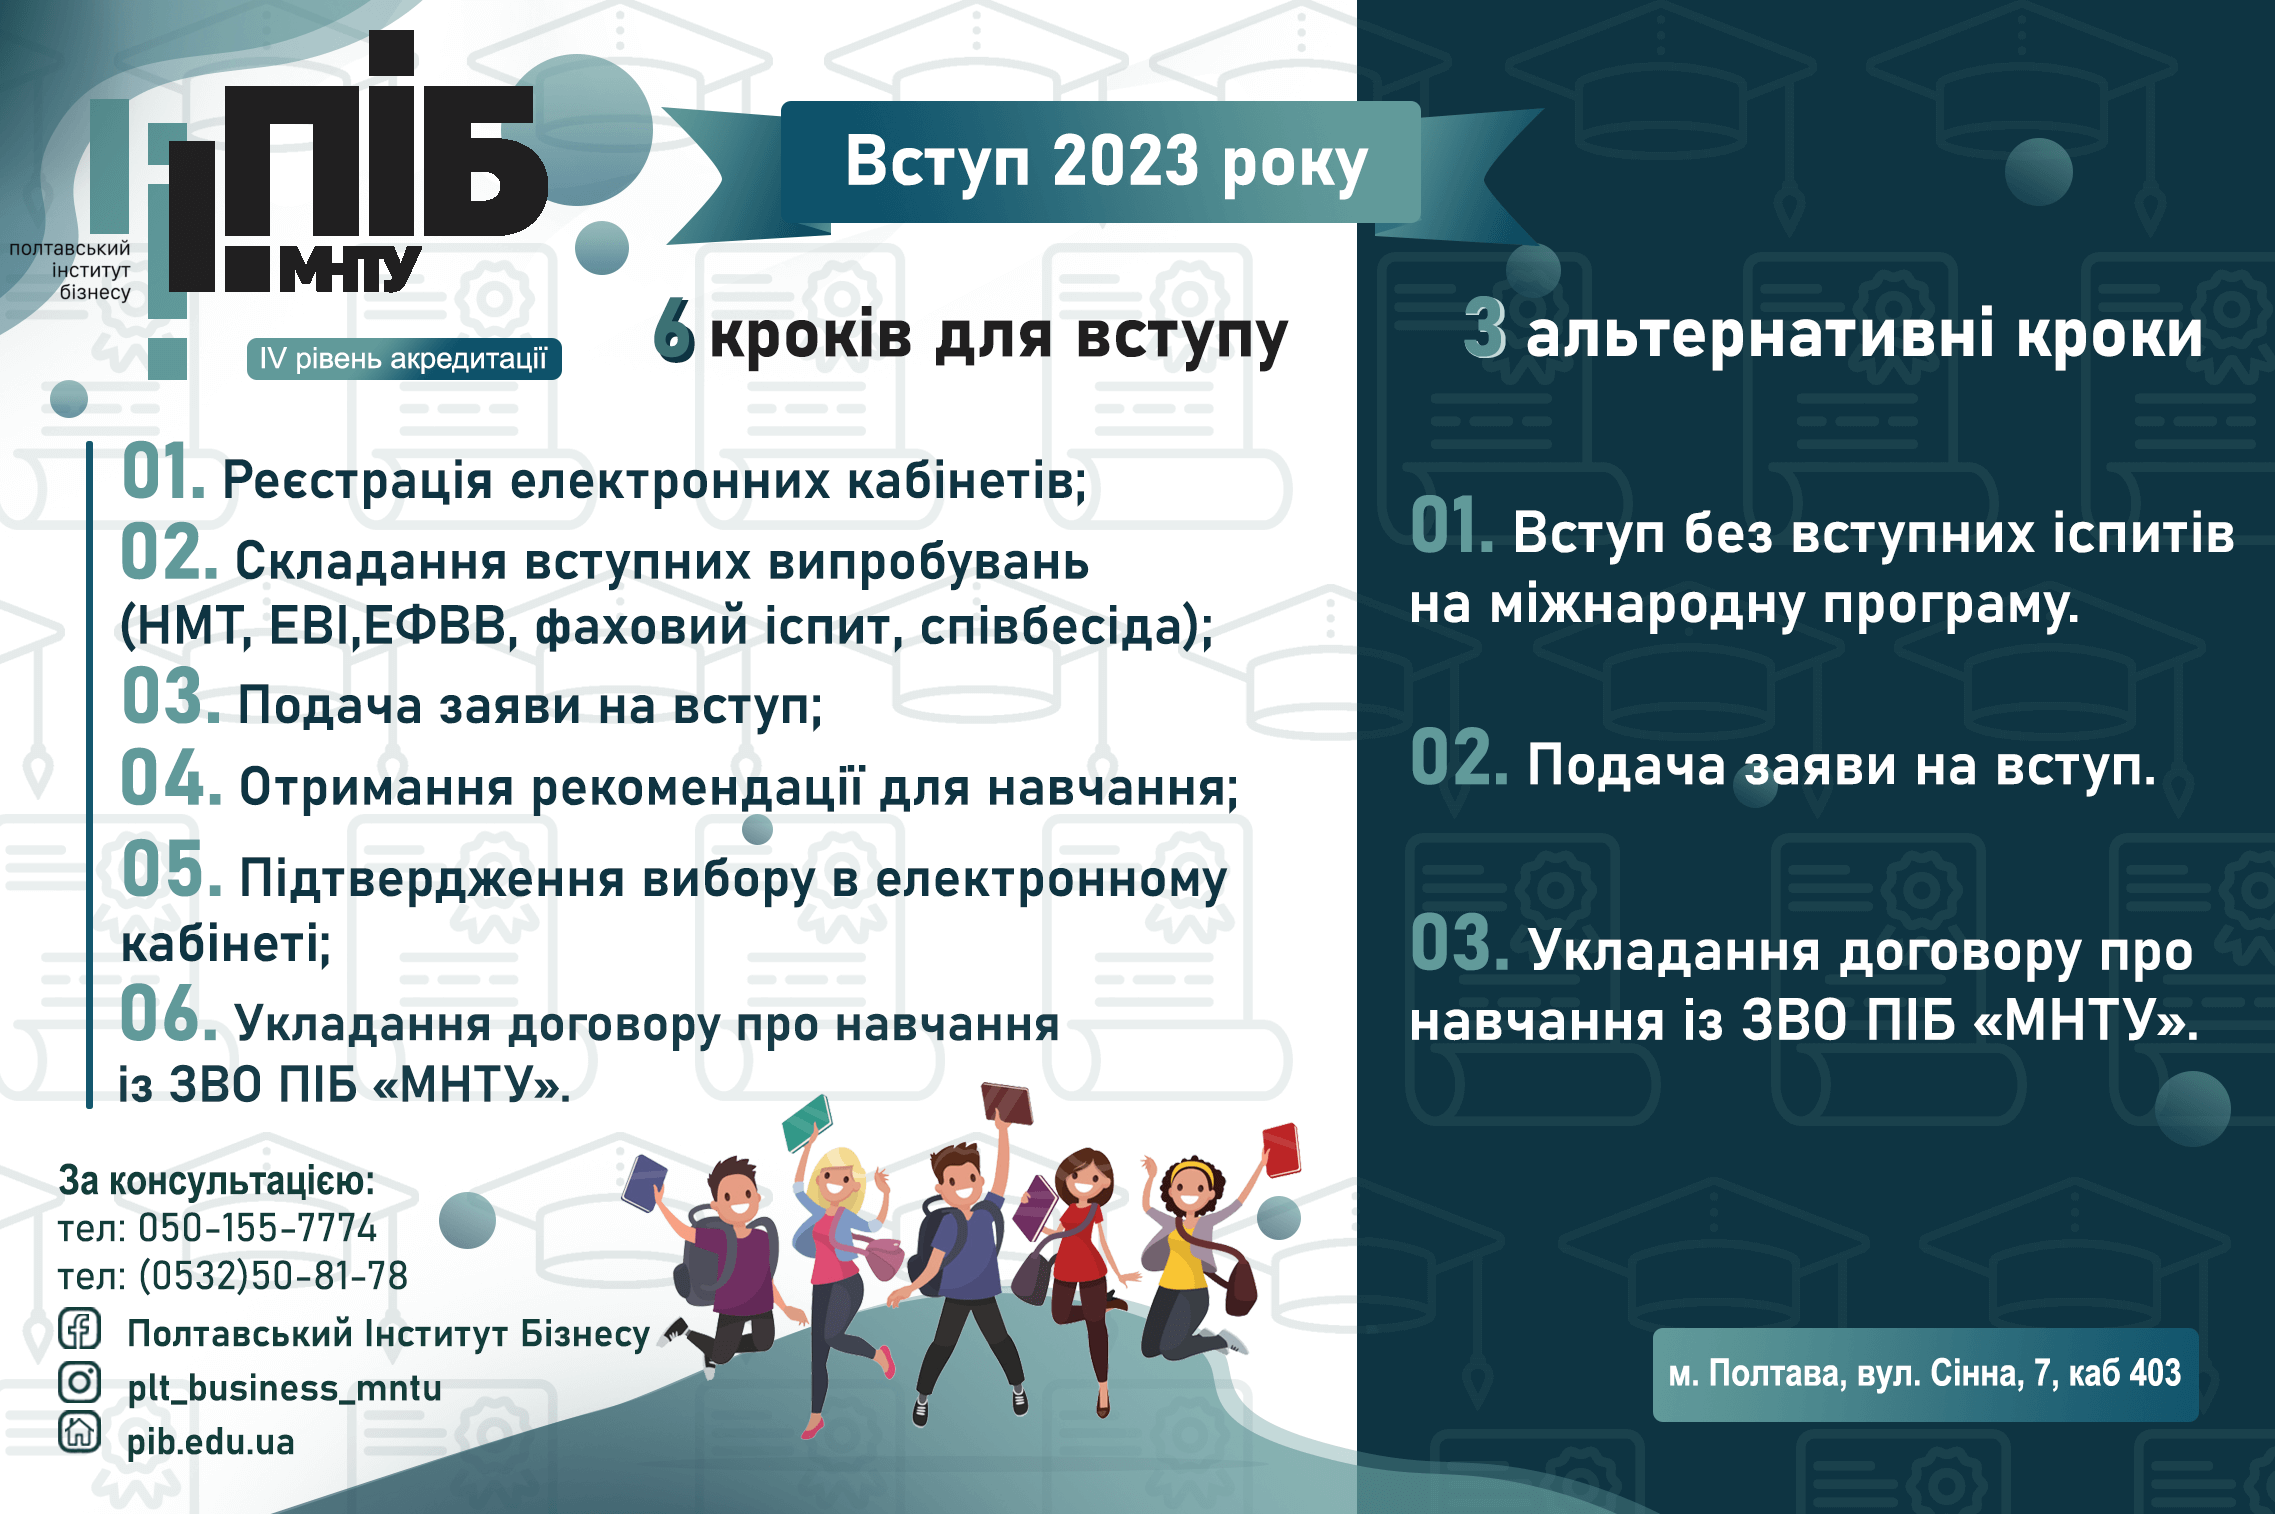 ПІБ
МНТУ
полтавський
інститут
бізнесу
IV рівень акредитації
Вступ 2023 року
6 кроків для вступу
01. Реєстрація електронних кабінетів;
02. Складання вступних випробувань
(НМТ, ЕВІ,ЕФВВ, фаховий іспит, співбесіда);
03. Подача заяви на вступ;
04. Отримання рекомендації для навчання;
05. Підтвердження вибору в електронному
кабінеті;
06. Укладання договору про навчання
із ЗВО ПІБ «МНТУ».
За консультацією:
тел: 050-155-7774
тел: (0532)50-81-78
Полтавський Інститут Бізнесу
plt_business_mntu
pib.edu.ua
3 альтернативні кроки
01. Вступ без вступних іспитів
на міжнародну програму.
02. Подача заяви на вступ.
03. Укладання договору про
навчання із ЗВО ПІБ «МНТУ».
м. Полтава, вул. Сінна, 7, каб 403